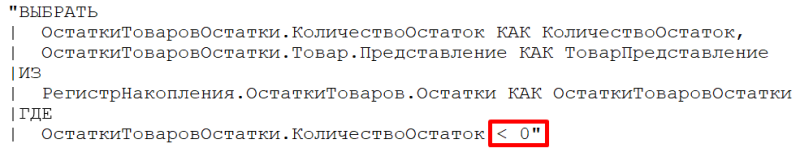 "ВЫБРАТЬ
|  ОстаткиТоваровОстатки.КоличествоОстаток КАК КоличествоОстаток,
|  ОстаткиТоваровОстатки.Товар.Представление КАК ТоварПредставление
|ИЗ
|  РегистрНакопления.ОстаткиТоваров.Остатки КАК ОстаткиТоваровОстатки
|ГДЕ
|  ОстаткиТоваровОстатки.КоличествоОстаток < 0"